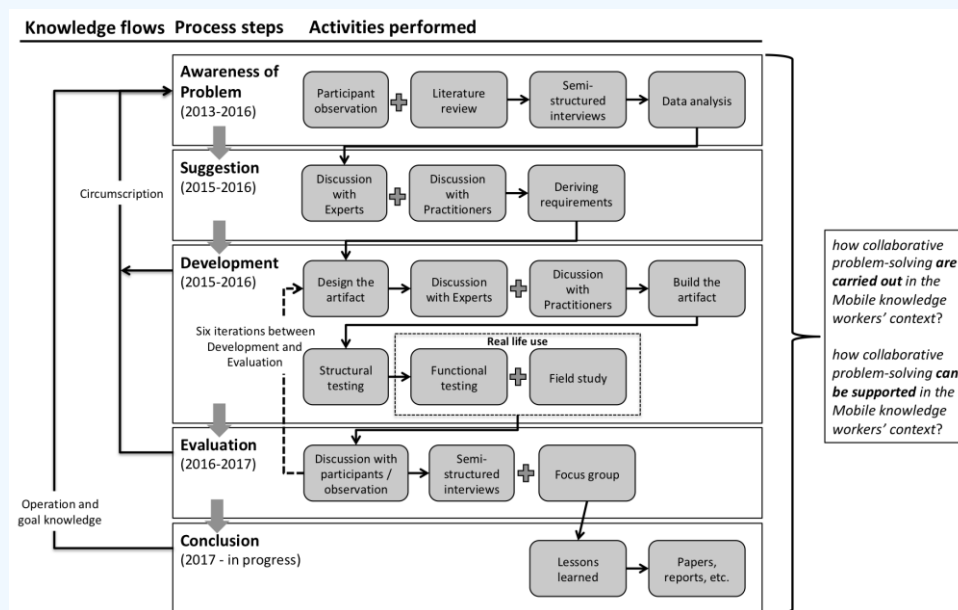 Knowledge flows Process steps Activities performed
Awareness of
Problem
(2013-2016)
Participant
observation
Literature
review
Semi-
structured
interviews
Data analysis
Suggestion
(2015-2016)
Circumscription
Discussion
with
Experts
Discussion
with
Practitioners
Deriving
requirements
Development
(2015-2016)
Design the
artifact
Discussion
with Experts
Dicussion
with
Practitioners
Build the
artifact
Six iterations between
Development and
Evaluation
Real life use
Structural
testing
Functional
testing
Field study
Evaluation
(2016-2017)
Discussion with
participants /
observation
Semi-
structured
interviews
Focus group
Operation and
goal knowledge
Conclusion
(2017 - in progress)
Lessons
learned
Papers,
reports, etc.
how collaborative
problem-solving are
carried out in the
Mobile knowledge
workers' context?
how collaborative
problem-solving can
be supported in the
Mobile knowledge
workers' context?